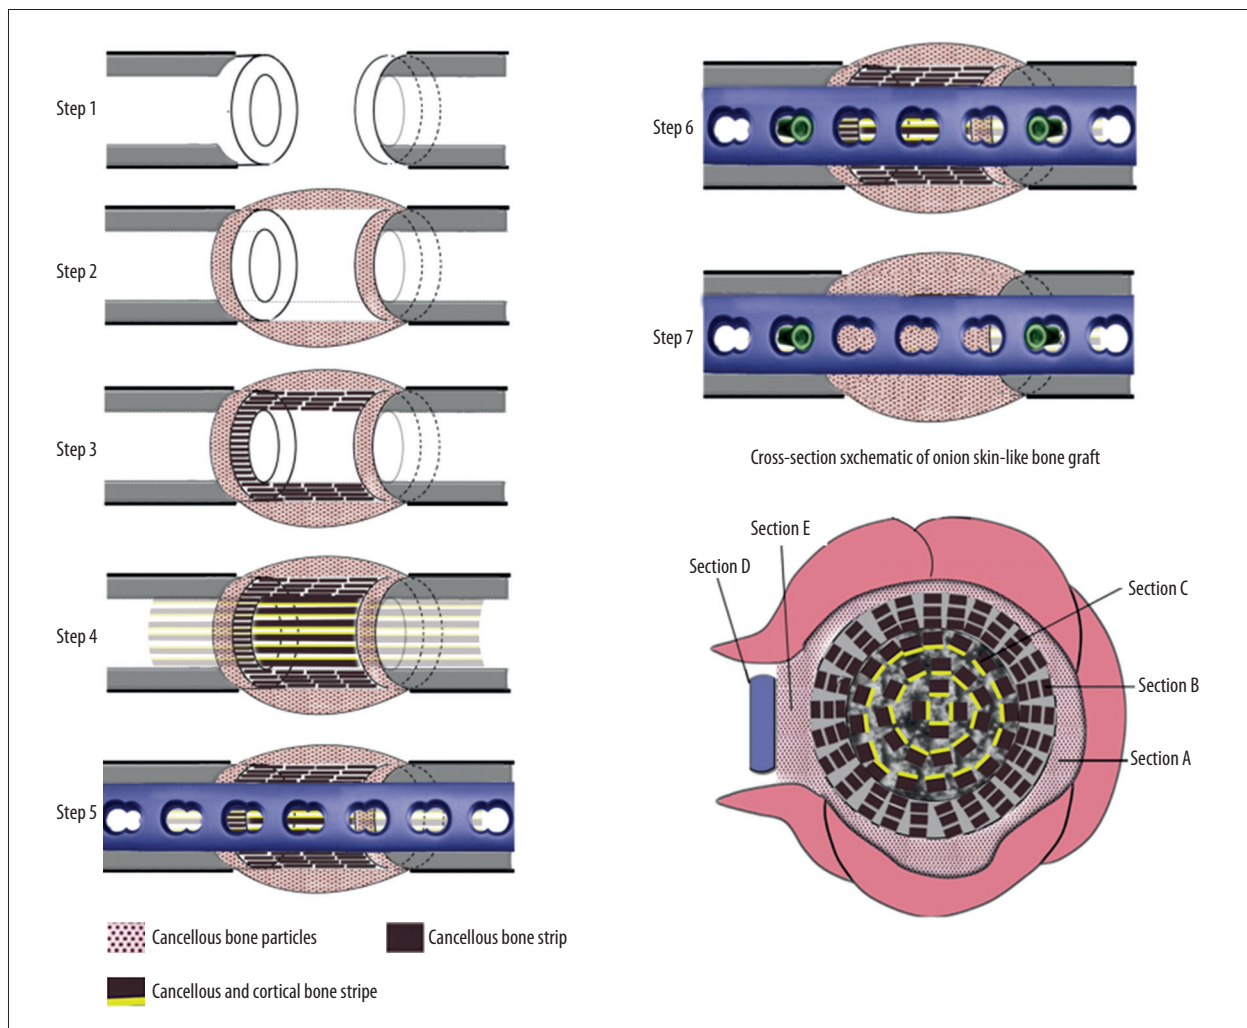 Step 1
Step 2
Step 3
Step 4
Step 5
Cancellous bone particles
Cancellous bone strip
Cancellous and cortical bone stripe
Step 6
Step 7
Cross-section sxchematic of onion skin-like bone graft
Section E
Section D
Section C
Section B
Section A